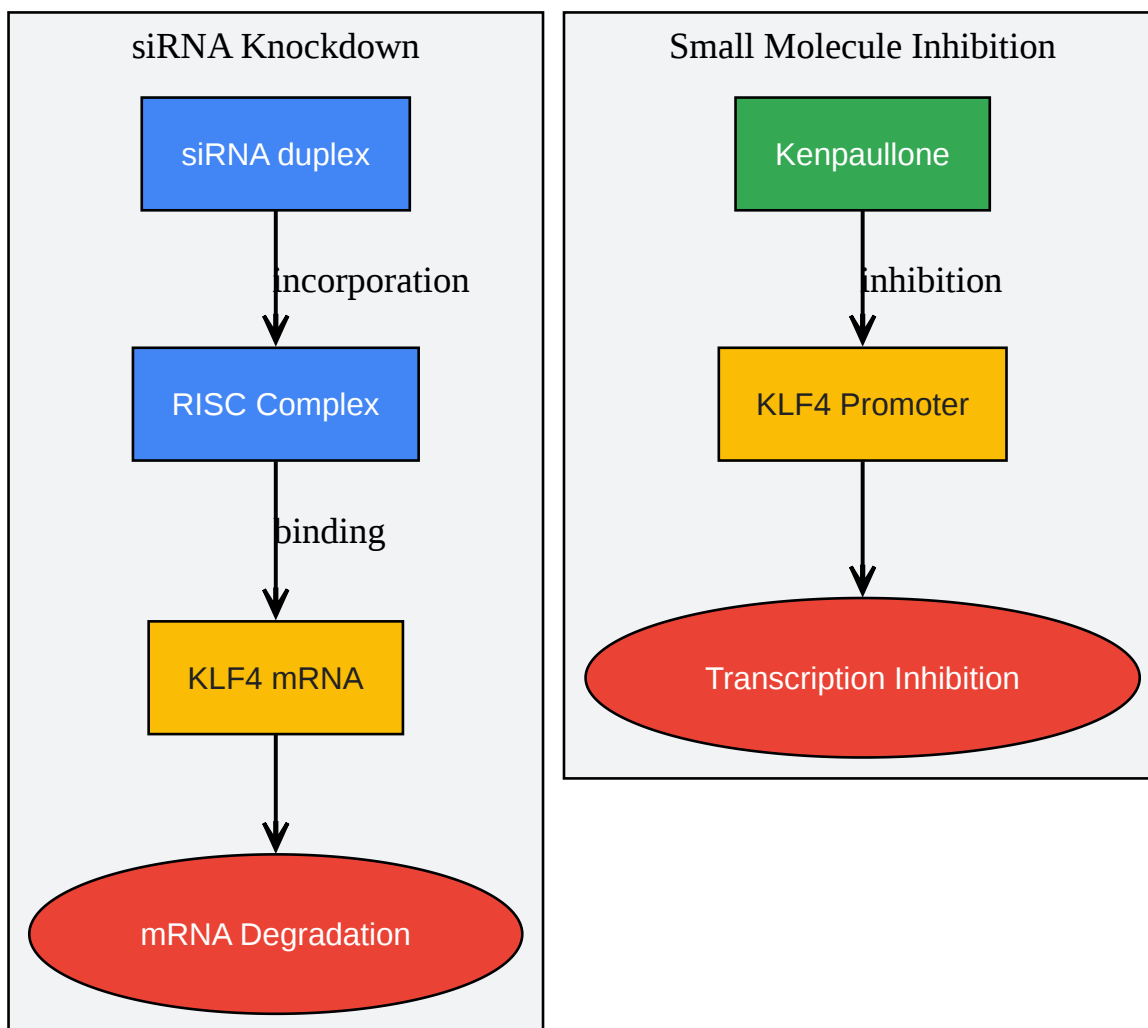 siRNA Knockdown
siRNA duplex
incorporation
RISC Complex
binding
KLF4 mRNA
mRNA Degradation
Small Molecule Inhibition
Kenpaullone
inhibition
KLF4 Promoter
Transcription Inhibition